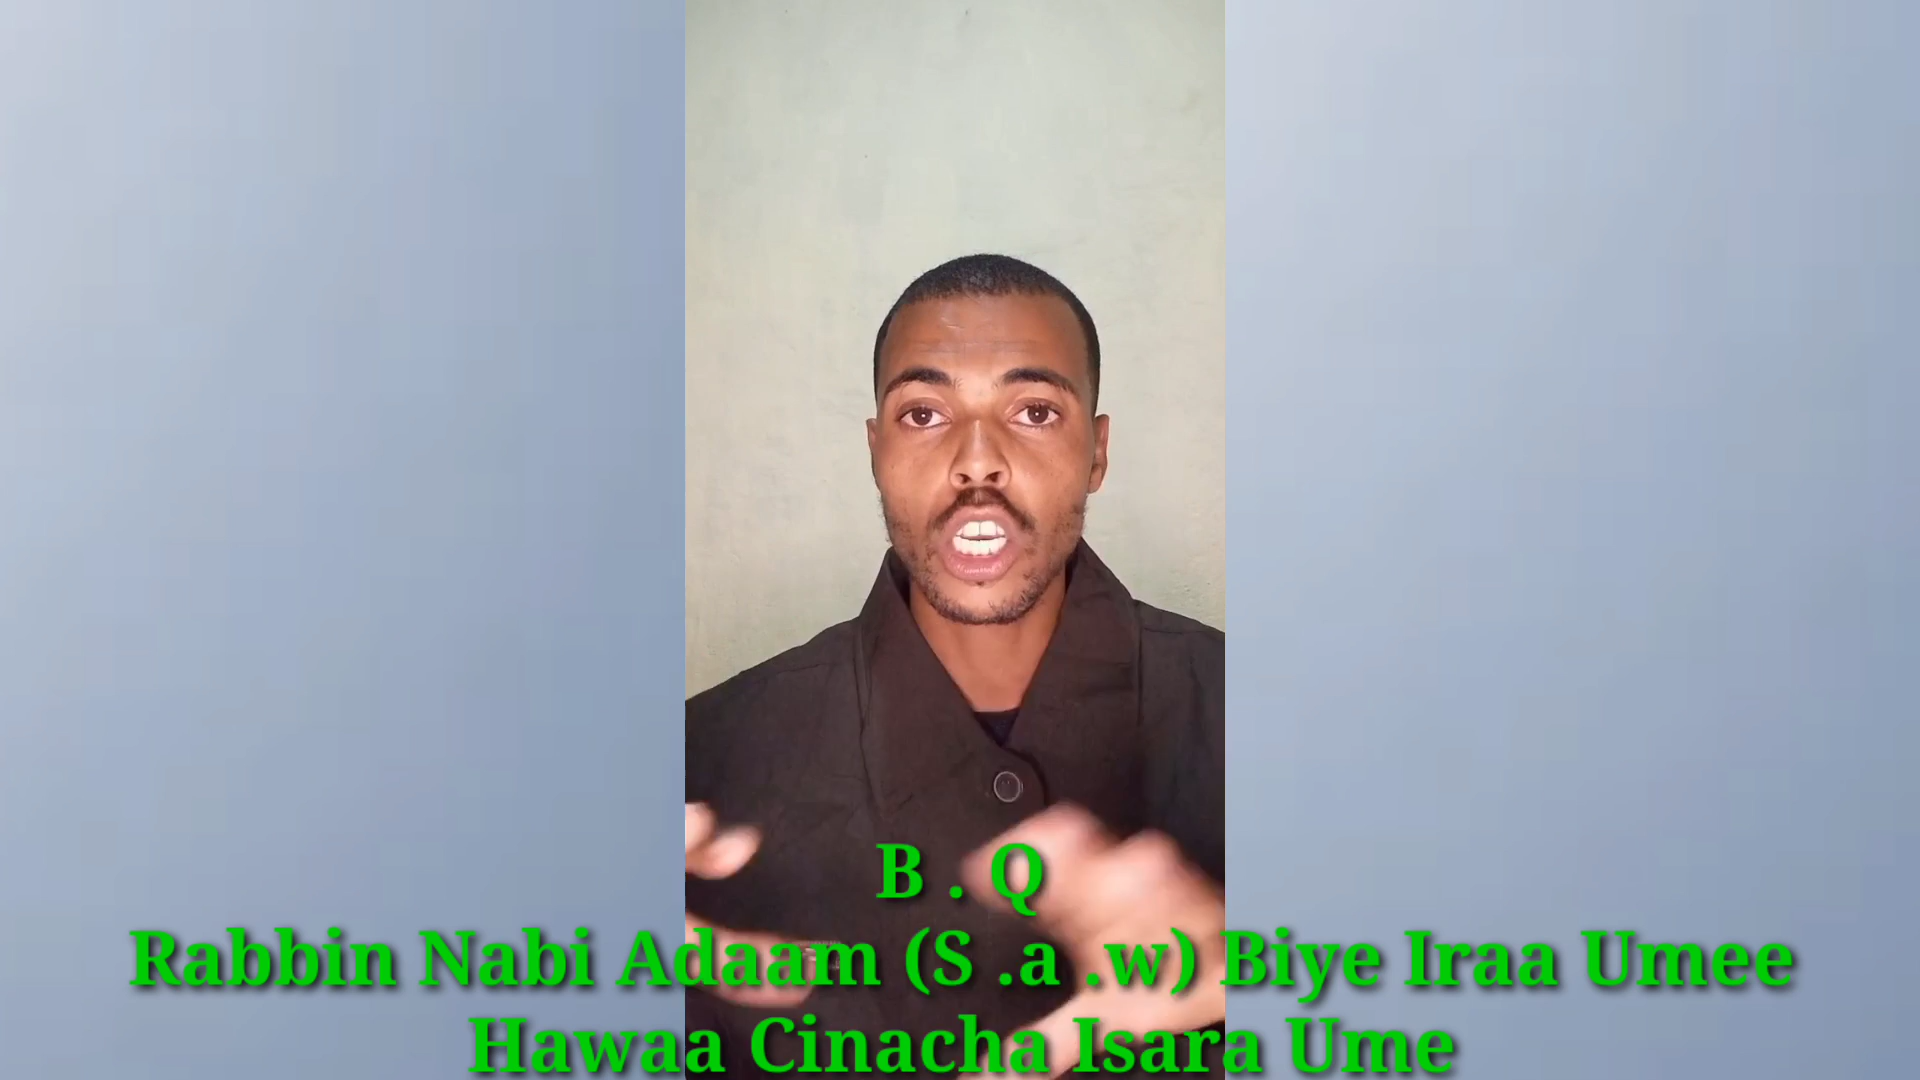 B . Q
Rabbin Nabi Adaam (S .a .w) Biye Iraa Umee
Hawaa Cinacha Isara Ume